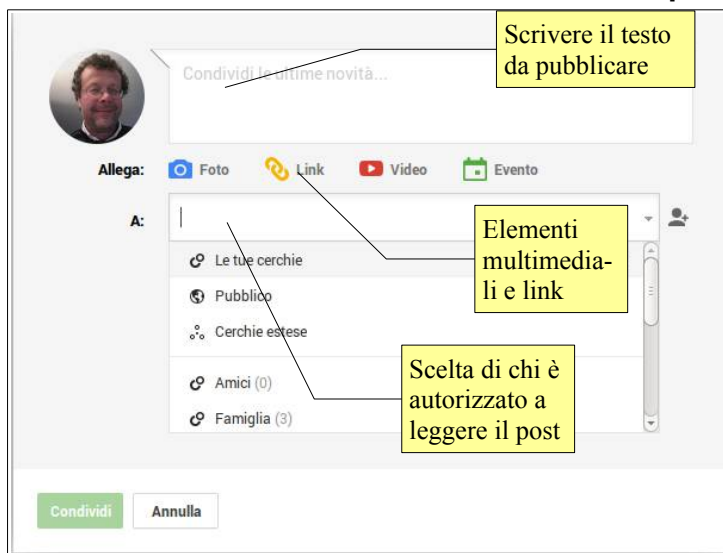 Scrivere il testo
da pubblicare
Condividi le ultime novità...
Allega: Foto Link Video Evento
A:
Elementi
multimedia-
li e link
Le tue cerchie
Pubblico
Cerchie estese
Scelta di chi è
autorizzato a
leggere il post
Amici (0)
Famiglia (3)
Condividi Annulla